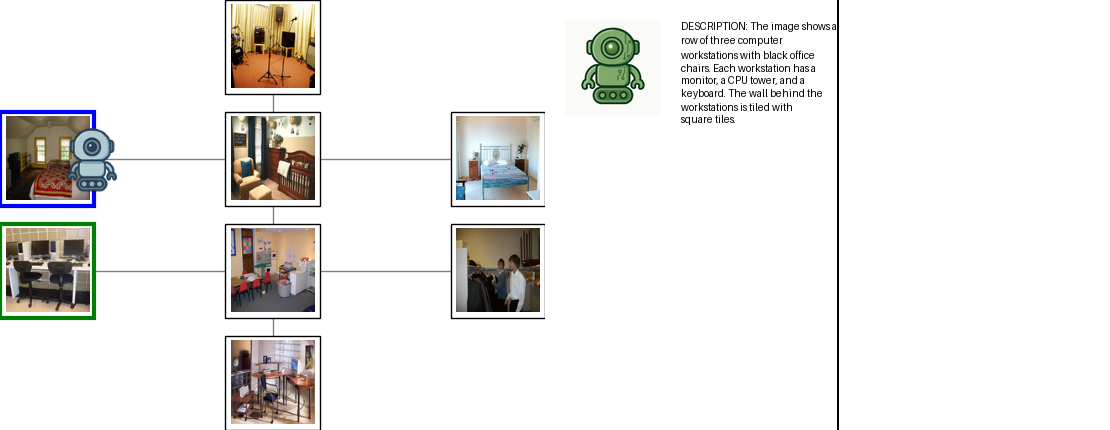 DESCRIPTION: The image shows a
row of three computer
workstations with black office
chairs. Each workstation has a
monitor, a CPU tower, and a
keyboard. The wall behind the
workstations is tiled with
square tiles.